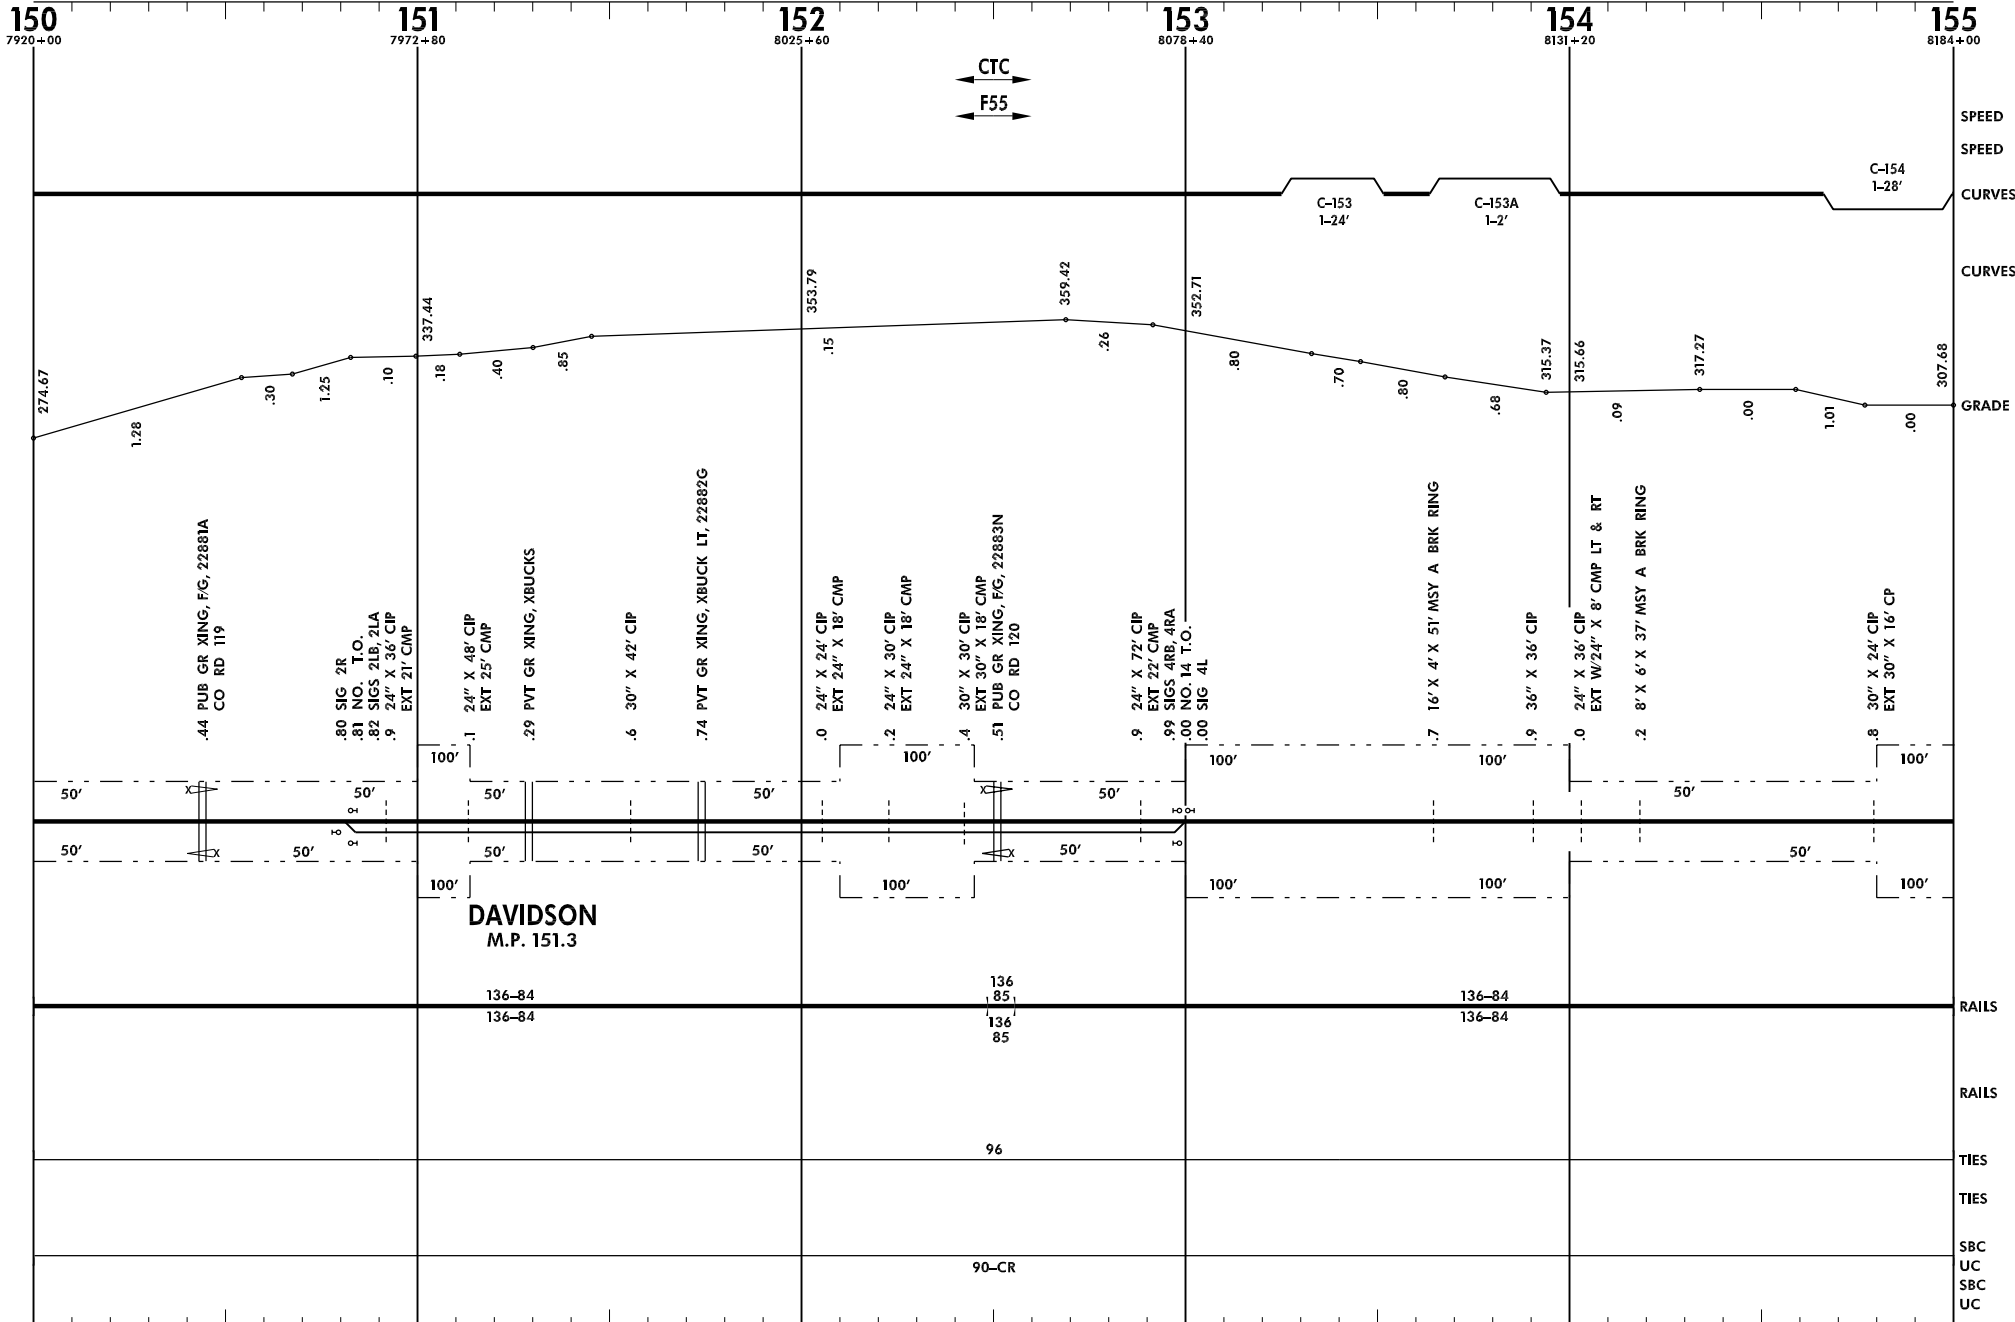 150 151 152 153 154 155
7920+00 7972+80 8025+60 8078+40 8131+20 8184+00
CTC
F55
SPEED
SPEED
C-153
1-24'
C-153A
1-2'
C-154
1-28'
CURVES
CURVES
274.67
337.44
353.79
359.42
352.71
315.37
315.66
317.27
307.68
1.28
.30
1.25
.10
.18
.40
.85
.15
.26
.80
.70
.80
.68
.09
.00
1.01
.00
GRADE
.44 PUB GR XING, F/G, 22881A
CO RD 119
.80 SIG 2R
.81 NO. T.O.
.82 SIGS 2LB, 2LA
.9 24" X 36' CIP
EXT 21' CMP
.1 24" X 48' CIP
EXT 25' CMP
.29 PVT GR XING, XBUCKS
.6 30" X 42' CIP
.74 PVT GR XING, XBUCK LT, 22882G
.0 24" X 24' CIP
EXT 24" X 18' CMP
.2 24" X 30' CIP
EXT 24" X 18' CMP
.4 30" X 30' CIP
EXT 30" X 18' CMP
.51 PUB GR XING, F/G, 22883N
CO RD 120
.9 24" X 72' CIP
EXT 22' CMP
.99 SIGS 4RB, 4RA
.00 NO. 14 T.O.
.00 SIG 4L
.7 16' X 4' X 51' MSY A BRK RING
.9 36" X 36' CIP
.0 24" X 36' CIP
EXT W/24" X 8' CMP LT & RT
.2 8' X 6' X 37' MSY A BRK RING
.8 30" X 24' CIP
EXT 30" X 16' CP
100' 100' 100' 100' 100'
50' 50' 50' 50' 50' 50'
X X
50' 50' 50' 50' 50' 50'
X X
100' 100' 100' 100' 100'
DAVIDSON
M.P. 151.3
136-84
136-84
136
85
136
85
136-84
136-84
RAILS
RAILS
96
TIES
TIES
90-CR
SBC
UC
SBC
UC